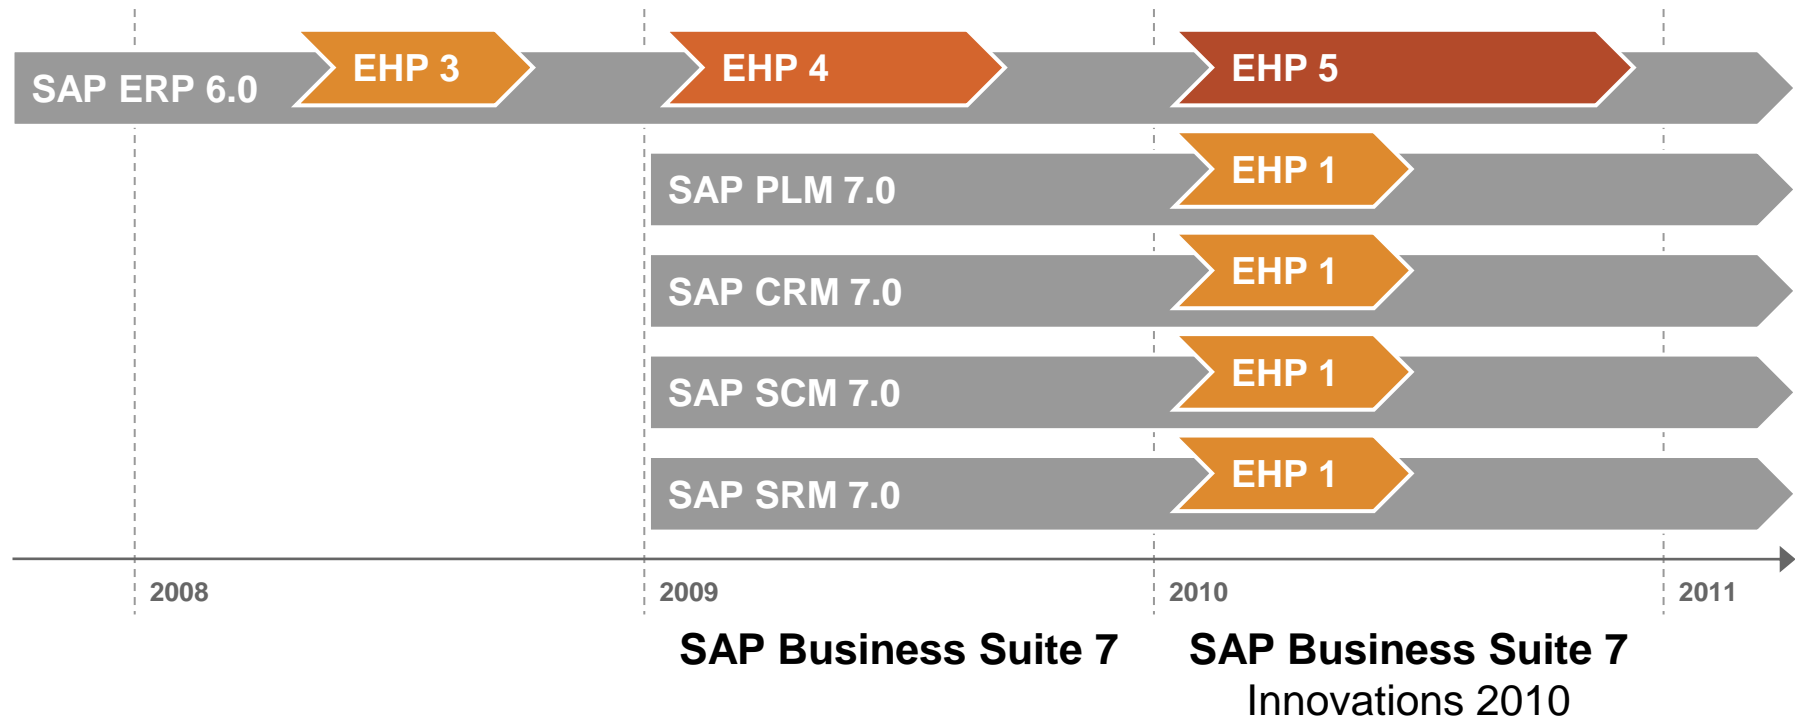 SAP ERP 6.0 EHP 3 EHP 4 EHP 5
SAP PLM 7.0 EHP 1
SAP CRM 7.0 EHP 1
SAP SCM 7.0 EHP 1
SAP SRM 7.0 EHP 1
2008 2009 2010 2011
SAP Business Suite 7 SAP Business Suite 7
Innovations 2010